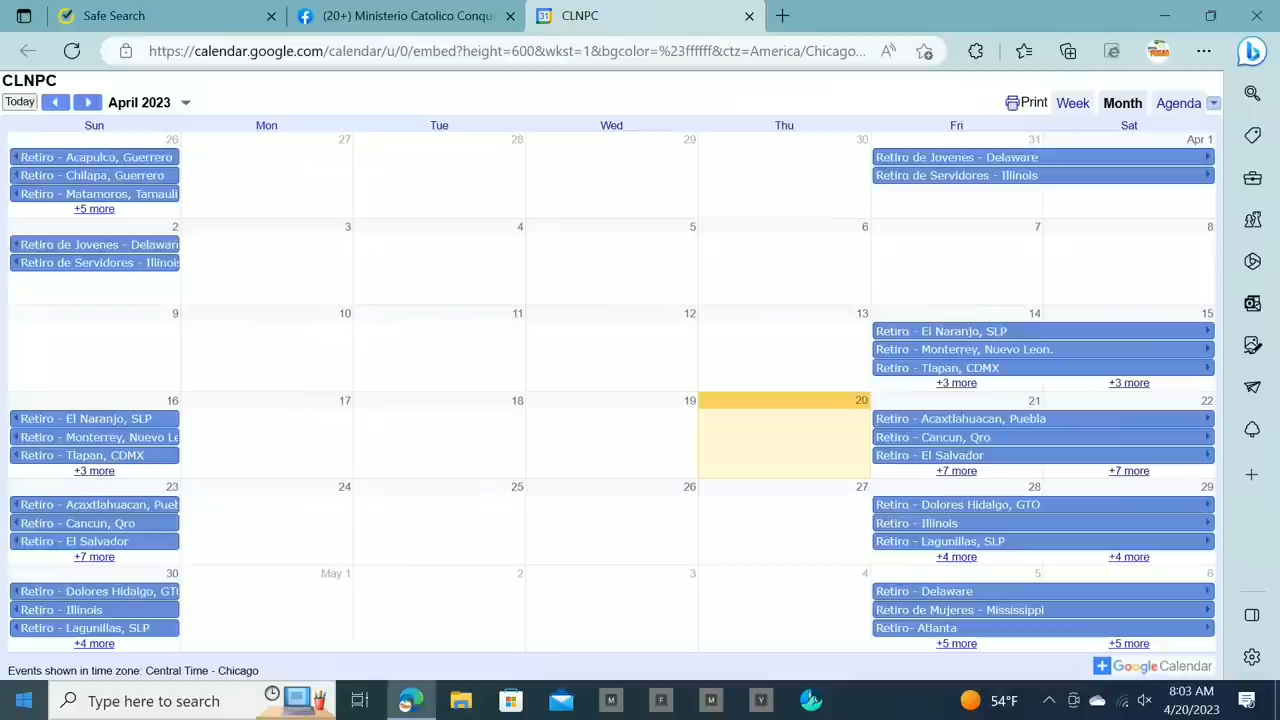 Safe Search
(20+) Ministerio Catolico Conqu
CLNPC
https://calendar.google.com/calendar/u/0/embed?height=600&wkst=1&bgcolor=%23ffffff&ctz=America/Chicago...
CLNPC
Today
April 2023
Print
Week
Month
Agenda
Sun Mon Tue Wed Thu Fri Sat
26 27 28 29 30 31 Apr 1
Retiro - Acapulco, Guerrero
Retiro de Jovenes - Delaware
Retiro - Chilapa, Guerrero
Retiro de Servidores - Illinois
Retiro - Matamoros, Tamauli
+5 more
2 3 4 5 6 7 8
Retiro de Jovenes - Delaware
Retiro de Servidores - Illinois
9 10 11 12 13 14 15
Retiro - El Naranjo, SLP
Retiro - Monterrey, Nuevo Leon.
Retiro - Tlapan, CDMX
+3 more +3 more
16 17 18 19 20 21 22
Retiro - El Naranjo, SLP
Retiro - Acaxtlahuacan, Puebla
Retiro - Monterrey, Nuevo Le
Retiro - Cancun, Qro
Retiro - Tlapan, CDMX
Retiro - El Salvador
+3 more +7 more +7 more
23 24 25 26 27 28 29
Retiro - Acaxtlahuacan, Puet
Retiro - Dolores Hidalgo, GTO
Retiro - Cancun, Qro
Retiro - Illinois
Retiro - El Salvador
Retiro - Lagunillas, SLP
+7 more +4 more +4 more
30 May 1 2 3 4 5 6
Retiro - Dolores Hidalgo, GT
Retiro - Delaware
Retiro - Illinois
Retiro de Mujeres - Mississippi
Retiro - Lagunillas, SLP
Retiro- Atlanta
+4 more +5 more +5 more
Events shown in time zone: Central Time - Chicago
Google Calendar
Type here to search
M F M Y
54°F
8:03 AM
4/20/2023